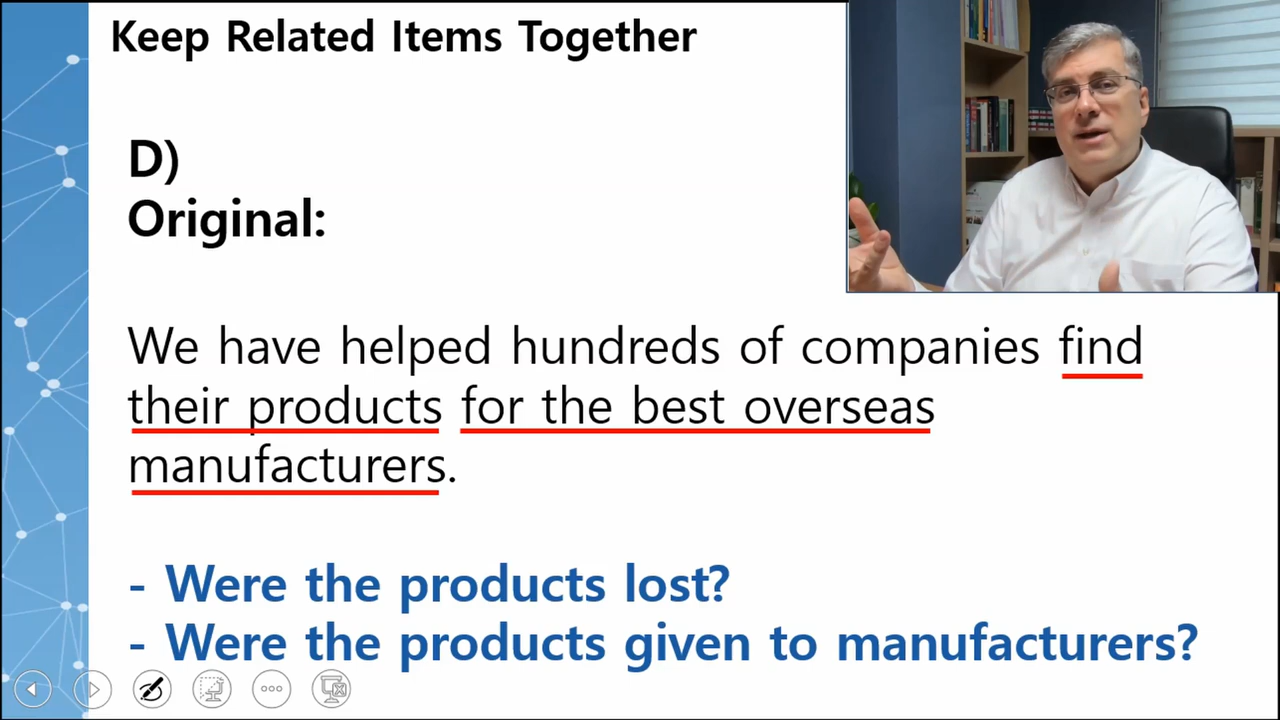 Keep Related Items Together
D)
Original:
We have helped hundreds of companies find
their products for the best overseas
manufacturers.
- Were the products lost?
- Were the products given to manufacturers?